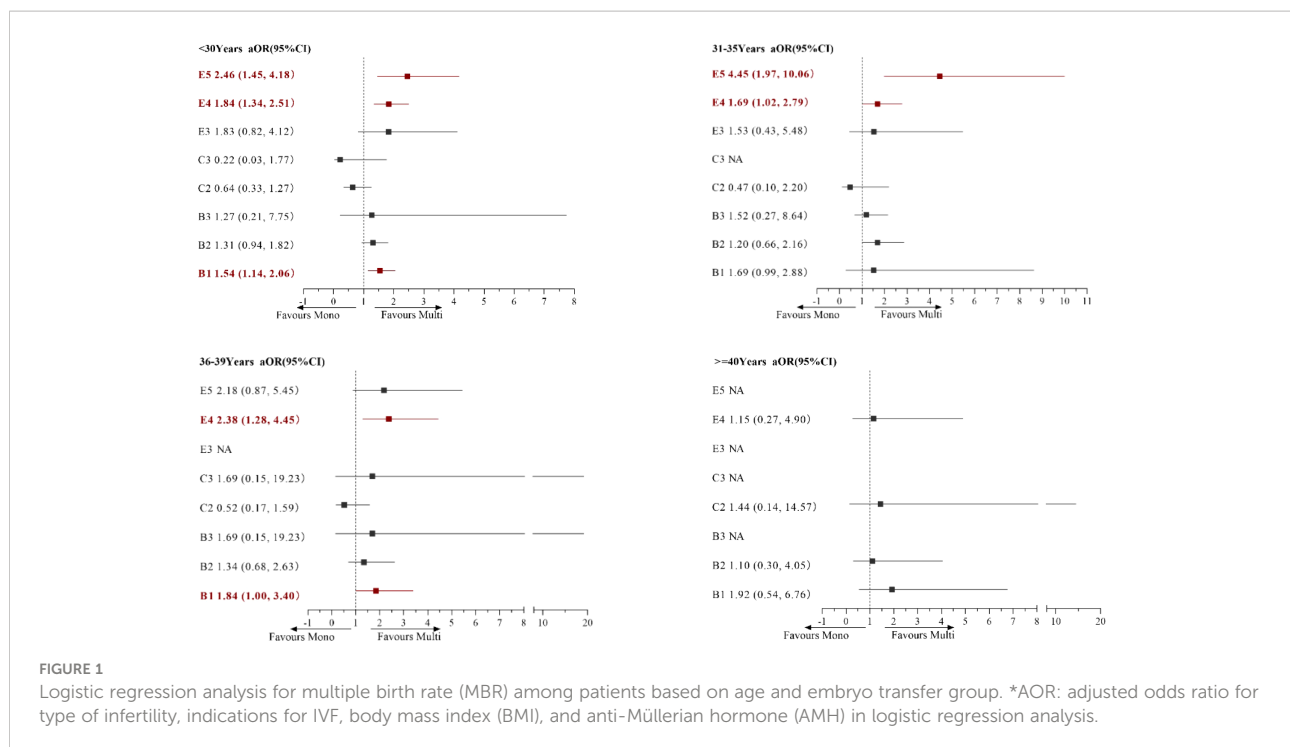 <30Years aOR(95%CI)
E5 2.46 (1.45, 4.18)
E4 1.84 (1.34, 2.51)
E3 1.83 (0.82, 4.12)
C3 0.22 (0.03, 1.77)
C2 0.64 (0.33, 1.27)
B3 1.27 (0.21, 7.75)
B2 1.31 (0.94, 1.82)
B1 1.54 (1.14, 2.06)
-1 0 1 2 3 4 5 6 7 8
Favours Mono Favours Multi
31-35Years aOR(95%CI)
E5 4.45 (1.97, 10.06)
E4 1.69 (1.02, 2.79)
E3 1.53 (0.43, 5.48)
C3 NA
C2 0.47 (0.10, 2.20)
B3 1.52 (0.27, 8.64)
B2 1.20 (0.66, 2.16)
B1 1.69 (0.99, 2.88)
-1 0 1 2 3 4 5 6 7 8 9 10 11
Favours Mono Favours Multi
36-39Years aOR(95%CI)
E5 2.18 (0.87, 5.45)
E4 2.38 (1.28, 4.45)
E3 NA
C3 1.69 (0.15, 19.23)
C2 0.52 (0.17, 1.59)
B3 1.69 (0.15, 19.23)
B2 1.34 (0.68, 2.63)
B1 1.84 (1.00, 3.40)
-1 0 1 2 3 4 5 6 7 8 10 20
Favours Mono Favours Multi
>=40Years aOR(95%CI)
E5 NA
E4 1.15 (0.27, 4.90)
E3 NA
C3 NA
C2 1.44 (0.14, 14.57)
B3 NA
B2 1.10 (0.30, 4.05)
B1 1.92 (0.54, 6.76)
-1 0 1 2 3 4 5 6 7 8 10 20
Favours Mono Favours Multi
FIGURE 1
Logistic regression analysis for multiple birth rate (MBR) among patients based on age and embryo transfer group. *AOR: adjusted odds ratio for
type of infertility, indications for IVF, body mass index (BMI), and anti-Müllerian hormone (AMH) in logistic regression analysis.